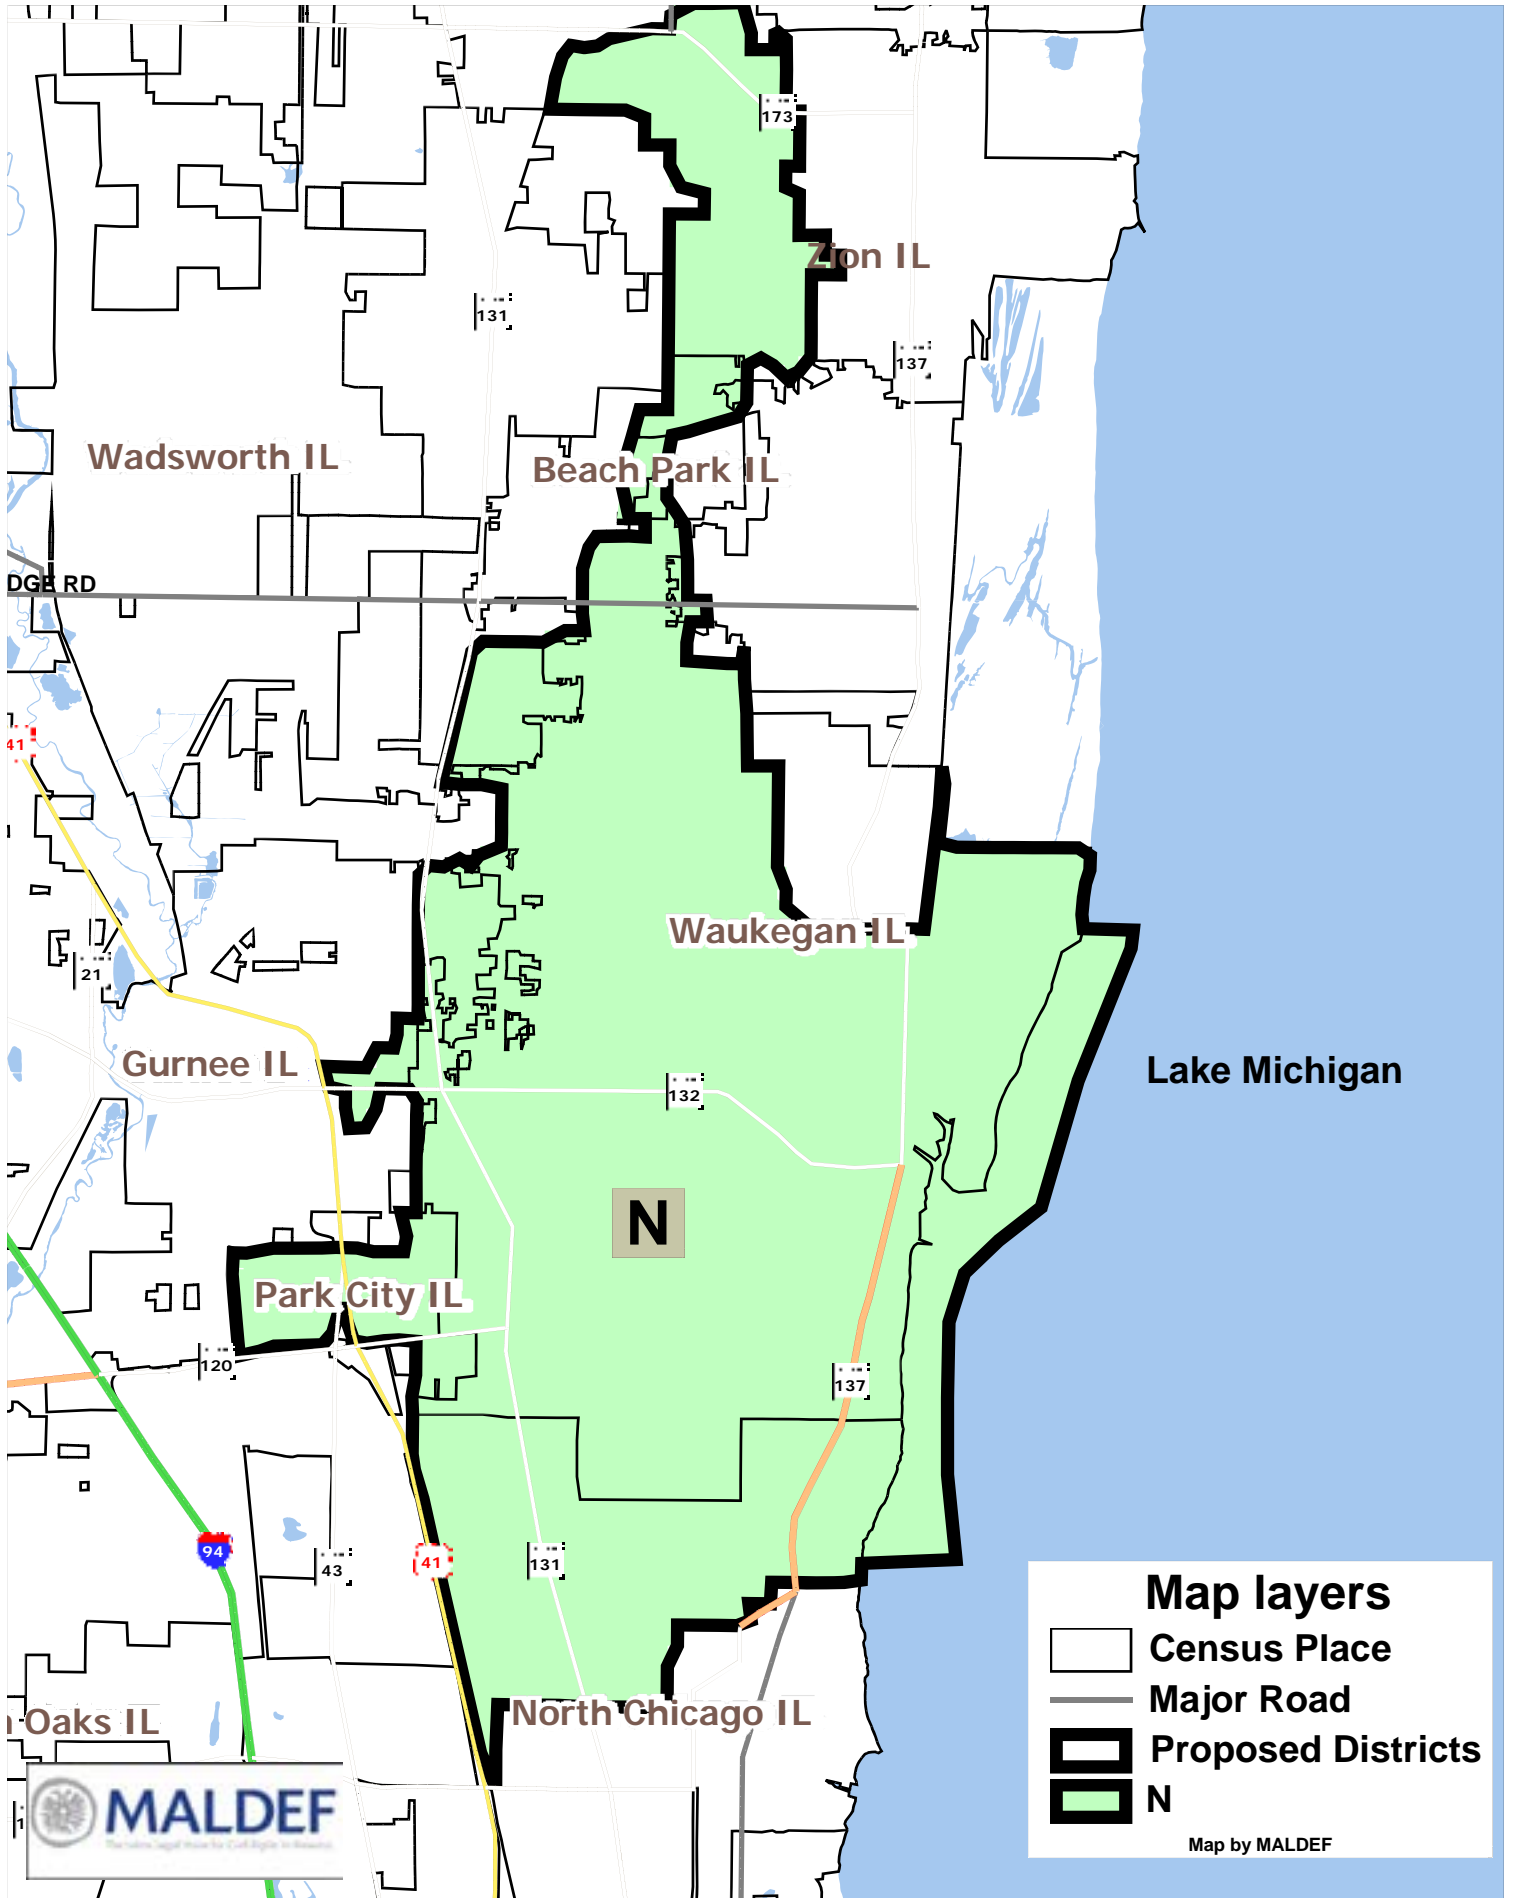 173
Zion IL
131
137
Wadsworth IL
Beach Park IL
DGE RD
41
Waukegan IL
21
Gurnee IL
Lake Michigan
132
N
Park City IL
120
137
94
43
41
131
Map layers
Census Place
Major Road
Proposed Districts
N
Map by MALDEF
North Chicago IL
Oaks IL
MALDEF